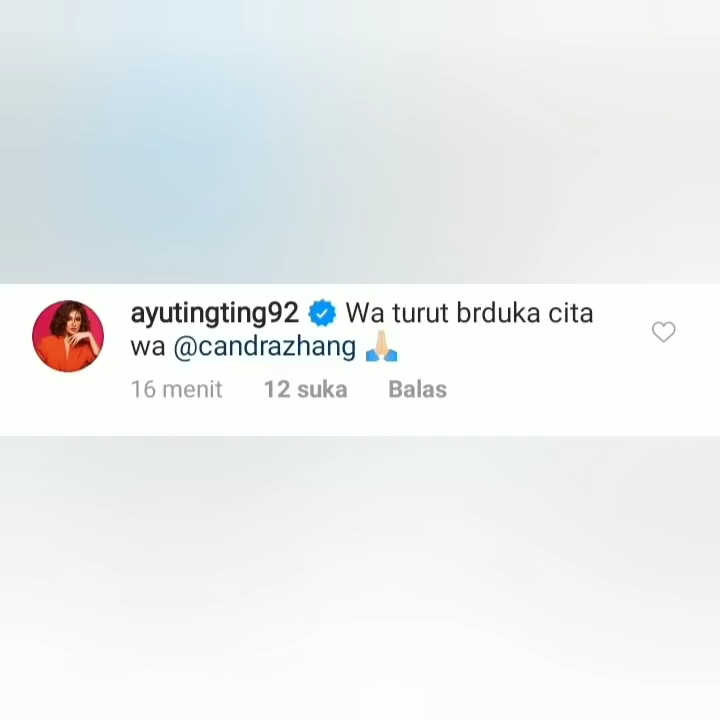 ayutingting92 Wa turut brduka cita
wa @candrazhang 🙏🏻
16 menit 12 suka Balas